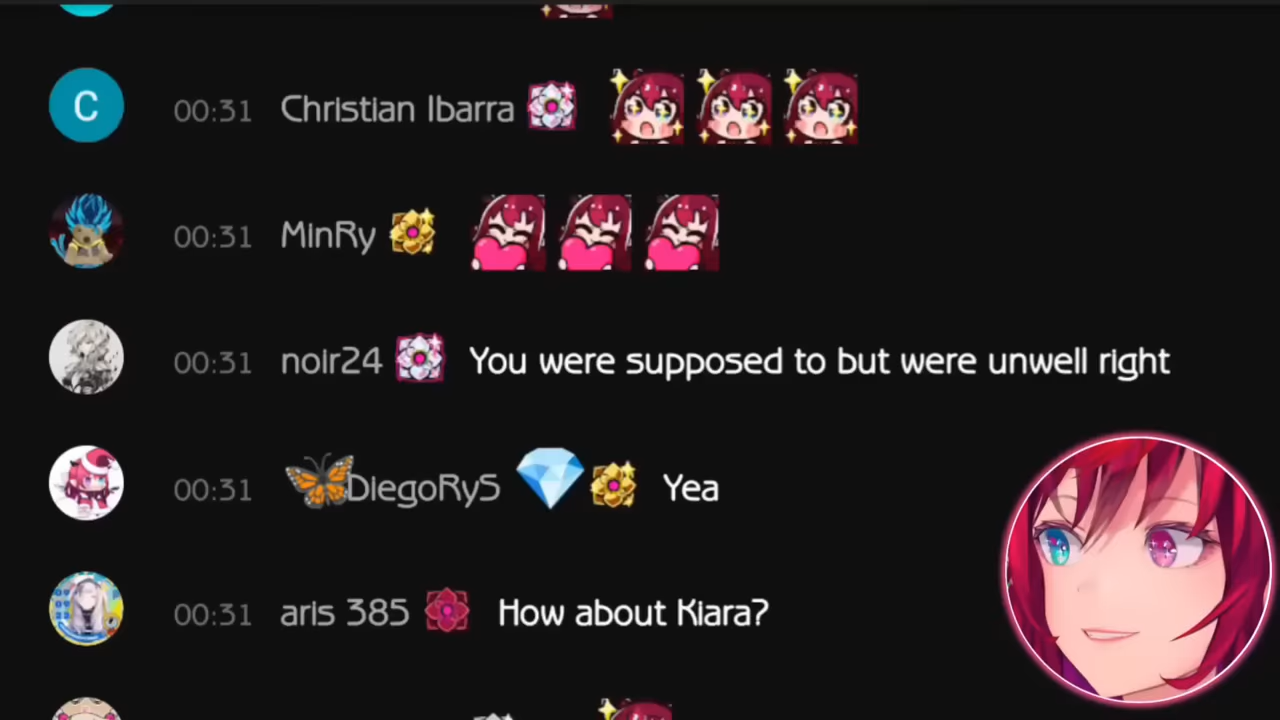 C 00:31 Christian Ibarra
00:31 MinRy
00:31 noir24 You were supposed to but were unwell right
00:31 DiegoRyS Yea
00:31 aris 385 How about Kiara?